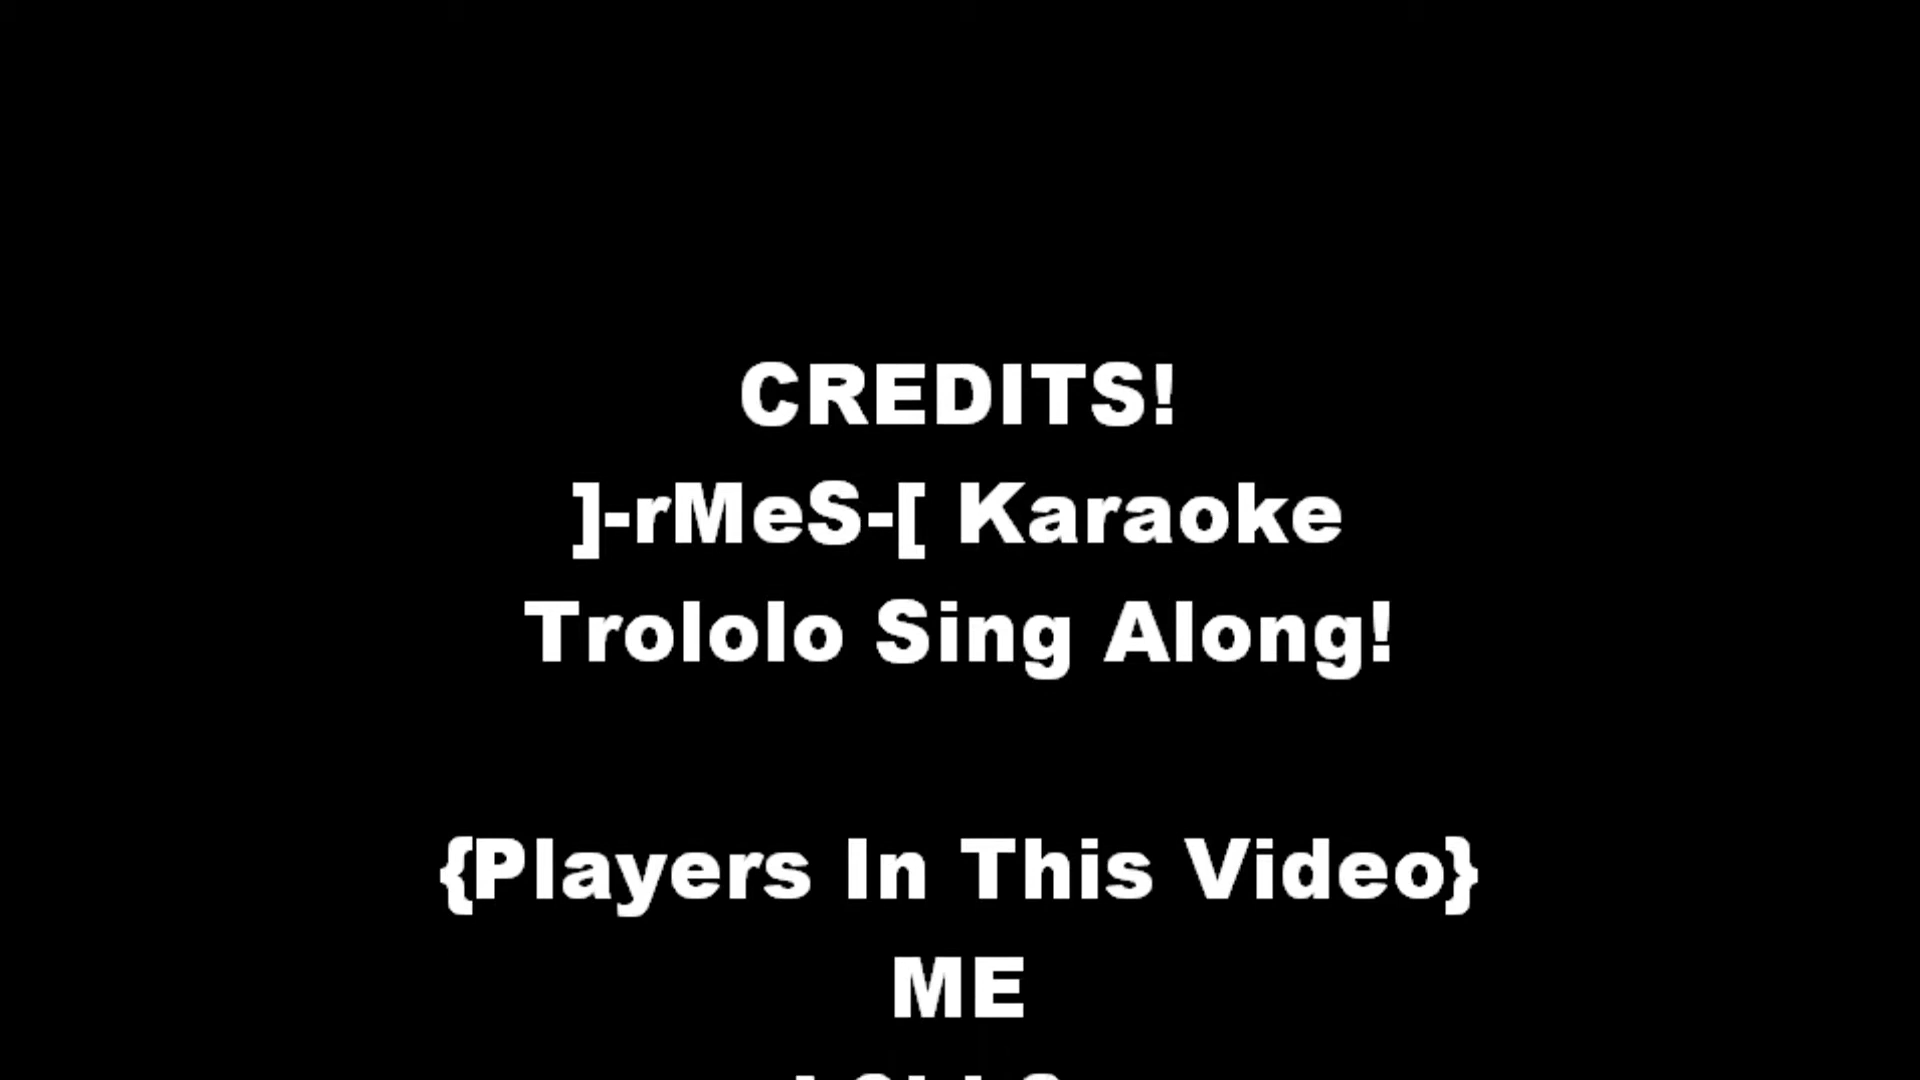 CREDITS!
]-rMeS-[ Karaoke
Trololo Sing Along!
{Players In This Video}
ME